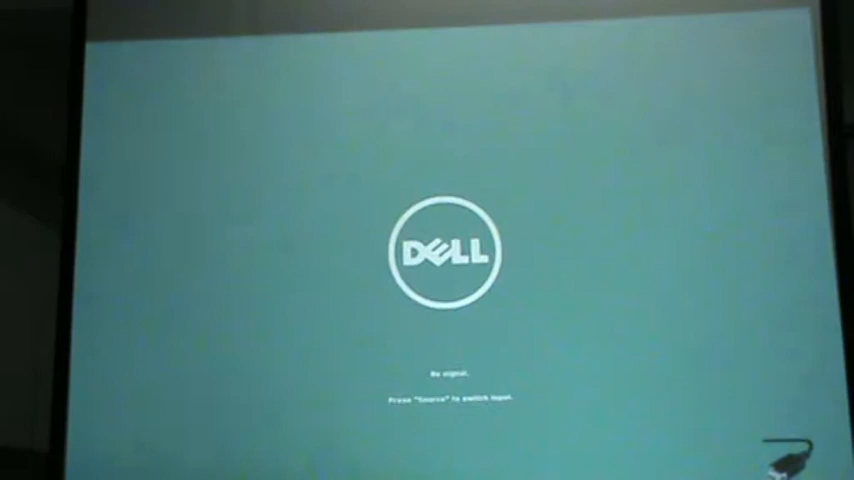 DELL
No signal.
Press "Source" to switch input.